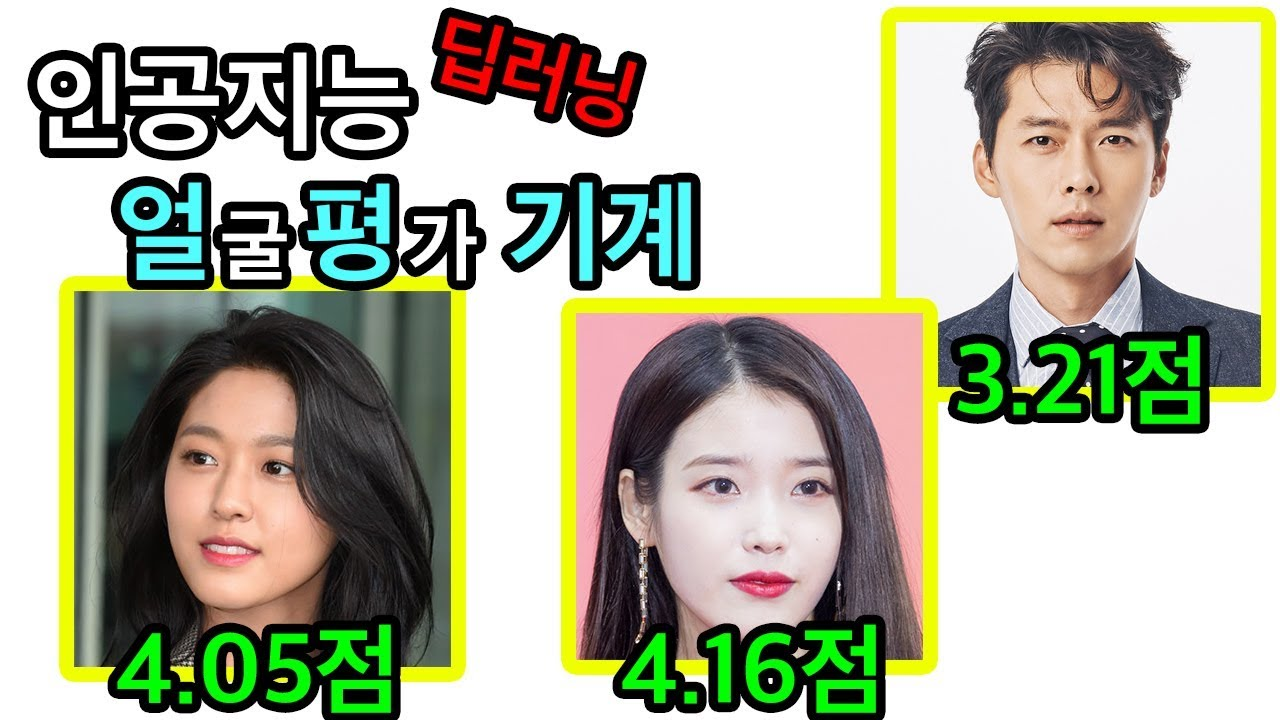 인공지능 딥러닝
얼굴평가 기계
3.21점
4.05점
4.16점